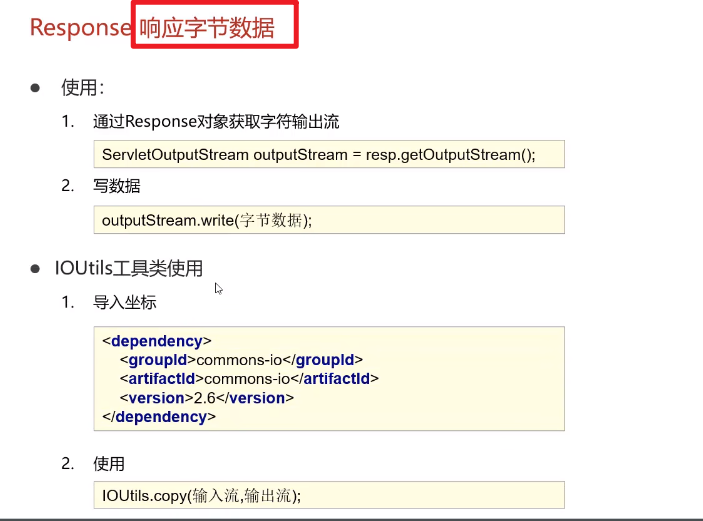 Response 响应字节数据
● 使用：
1. 通过Response对象获取字符输出流
ServletOutputStream outputStream = resp.getOutputStream();
2. 写数据
outputStream.write(字节数据);
● IOUtils工具类使用
1. 导入坐标
<dependency>
<groupId>commons-io</groupId>
<artifactId>commons-io</artifactId>
<version>2.6</version>
</dependency>
2. 使用
IOUtils.copy(输入流,输出流);